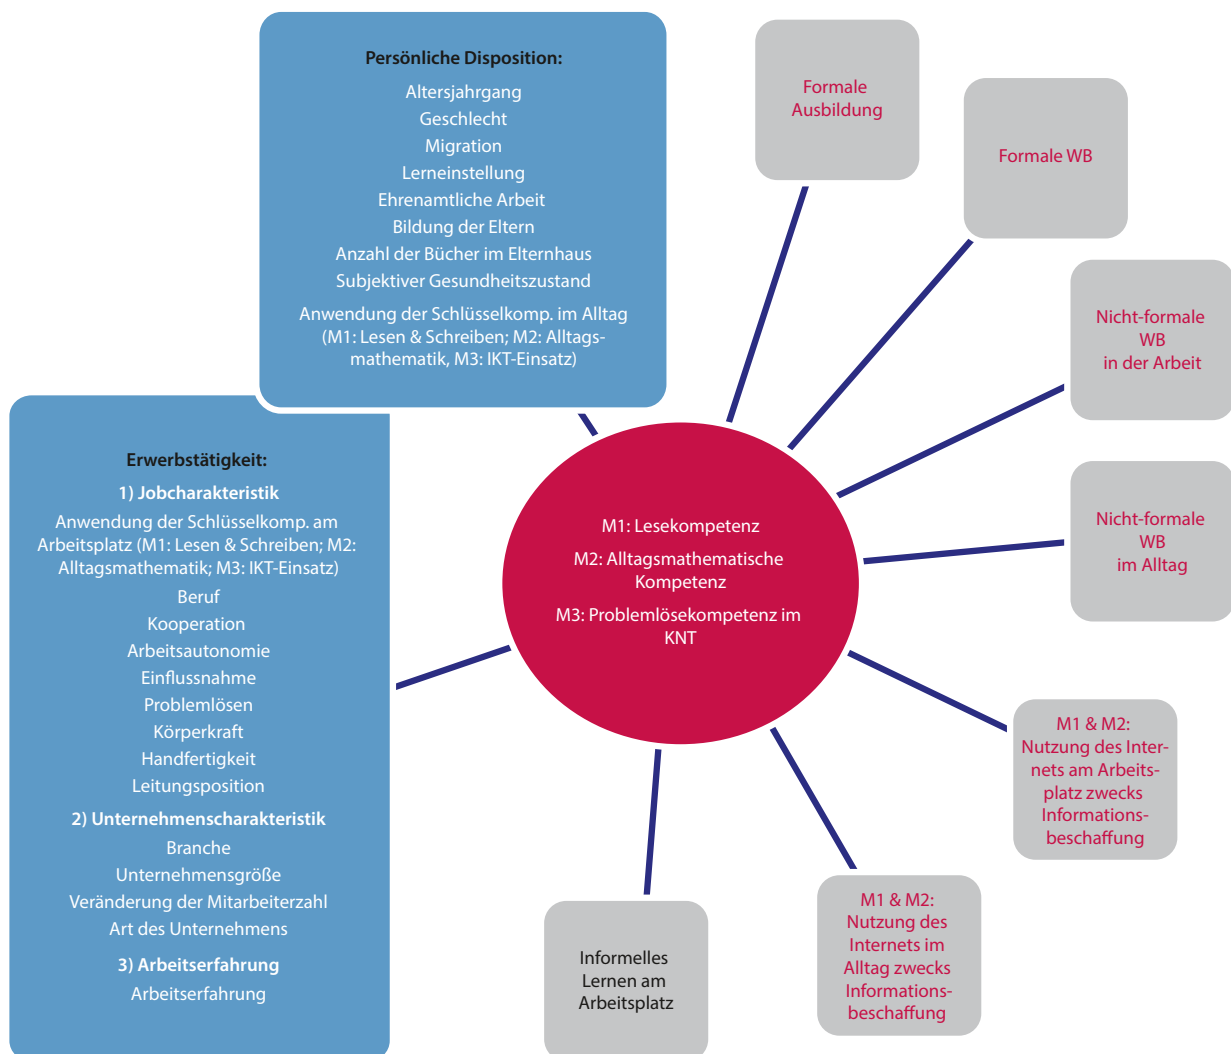 Persönliche Disposition:
Altersjahrgang
Geschlecht
Migration
Lerneinstellung
Ehrenamtliche Arbeit
Bildung der Eltern
Anzahl der Bücher im Elternhaus
Subjektiver Gesundheitszustand
Anwendung der Schlüsselkomp. im Alltag
(M1: Lesen & Schreiben; M2: Alltags-
mathematik, M3: IKT-Einsatz)
Erwerbstätigkeit:
1) Jobcharakteristik
Anwendung der Schlüsselkomp. am
Arbeitsplatz (M1: Lesen & Schreiben; M2:
Alltagsmathematik; M3: IKT-Einsatz)
Beruf
Kooperation
Arbeitsautonomie
Einflussnahme
Problemlösen
Körperkraft
Handfertigkeit
Leitungsposition
2) Unternehmenscharakteristik
Branche
Unternehmensgröße
Veränderung der Mitarbeiterzahl
Art des Unternehmens
3) Arbeitserfahrung
Arbeitserfahrung
M1: Lesekompetenz
M2: Alltagsmathematische
Kompetenz
M3: Problemlösekompetenz im
KNT
Formale
Ausbildung
Formale WB
Nicht-formale
WB
in der Arbeit
Nicht-formale
WB
im Alltag
M1 & M2:
Nutzung des Inter-
nets am Arbeits-
platz zwecks
Informations-
beschaffung
M1 & M2:
Nutzung des
Internets im
Alltag zwecks
Informations-
beschaffung
Informelles
Lernen am
Arbeitsplatz